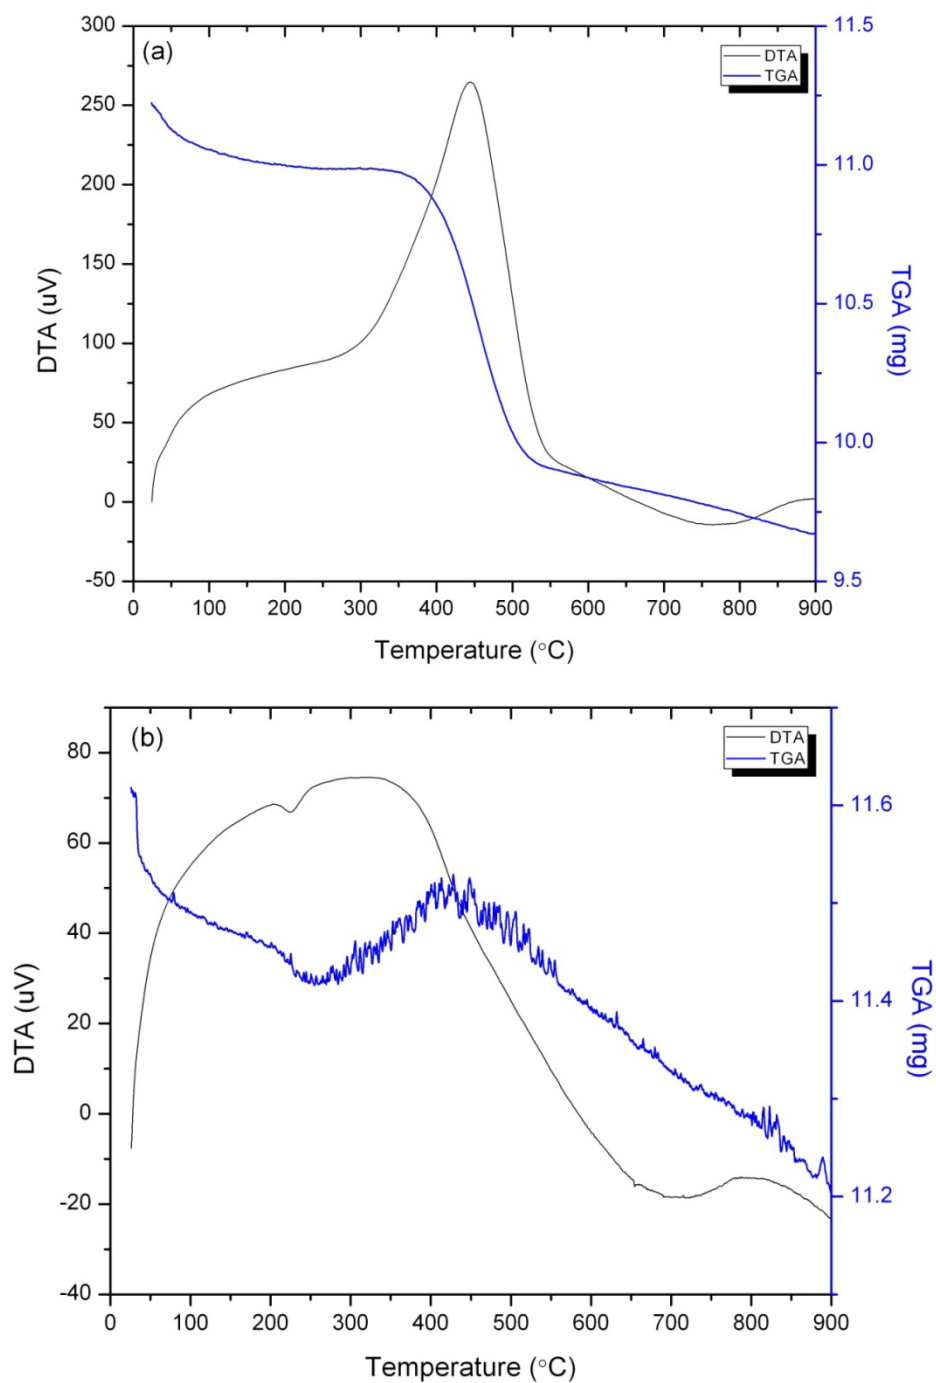 (a)
DTA
TGA
300
250
200
150
100
50
0
-50
DTA (uV)
11.5
11.0
10.5
10.0
9.5
TGA (mg)
0 100 200 300 400 500 600 700 800 900
Temperature (°C)
(b)
DTA
TGA
80
60
40
20
0
-20
-40
DTA (uV)
11.6
11.4
11.2
TGA (mg)
0 100 200 300 400 500 600 700 800 900
Temperature (°C)